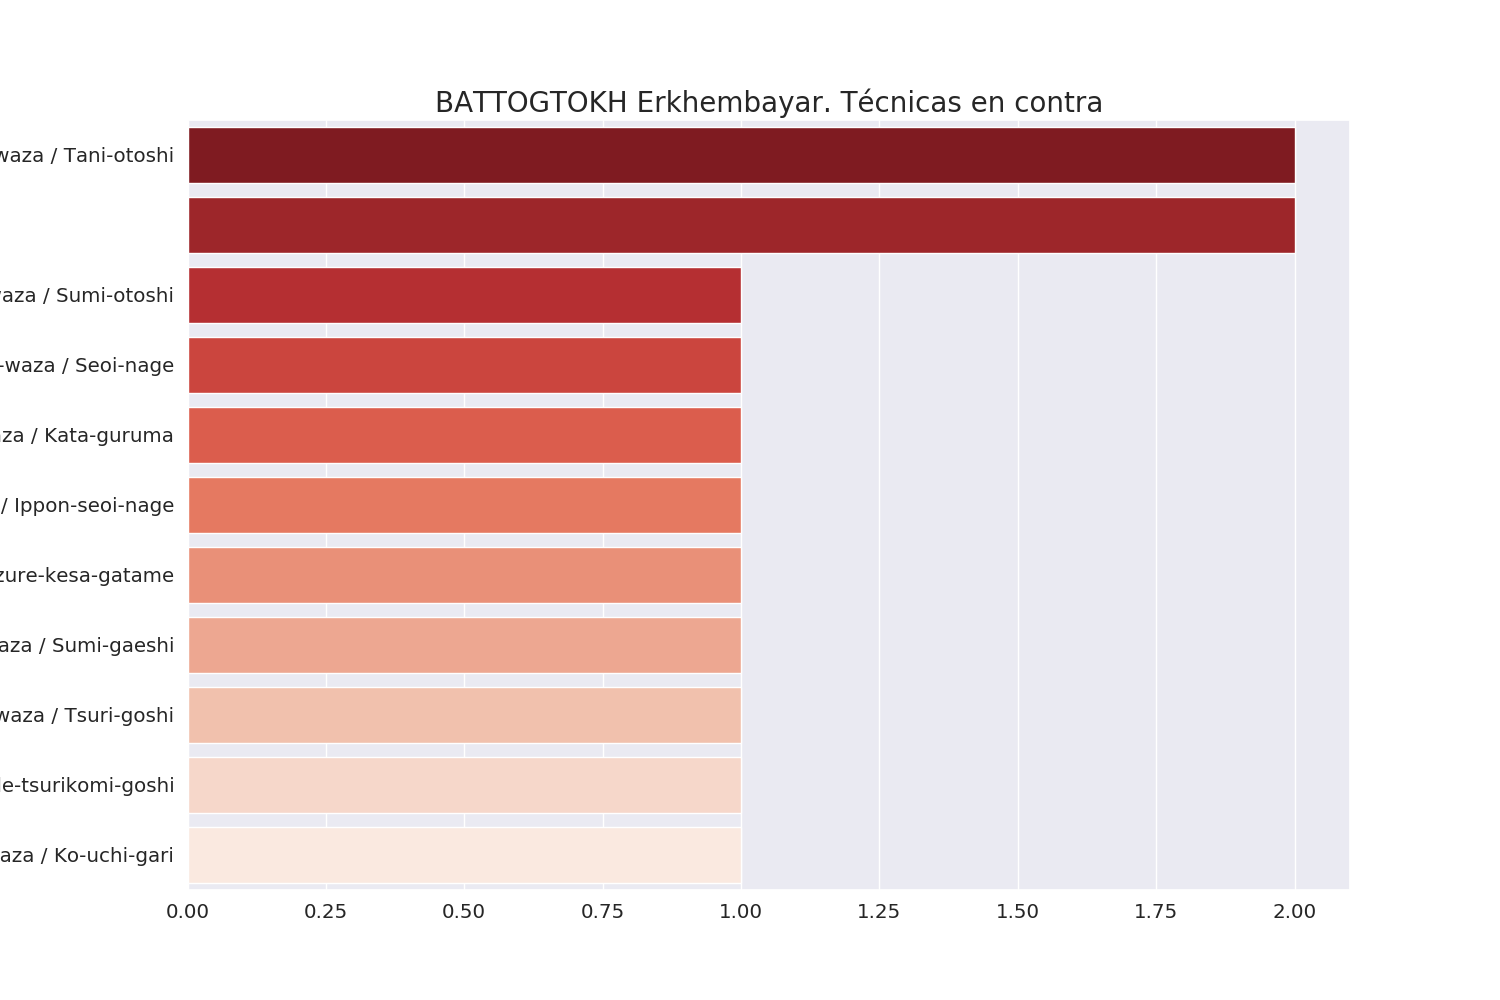 BATTOGTOKH Erkhembayar. Técnicas en contra
waza / Tani-otoshi
waza / Sumi-otoshi
-waza / Seoi-nage
za / Kata-guruma
/ Ippon-seoi-nage
zure-kesa-gatame
aza / Sumi-gaeshi
waza / Tsuri-goshi
e-tsurikomi-goshi
aza / Ko-uchi-gari
0.00 0.25 0.50 0.75 1.00 1.25 1.50 1.75 2.00